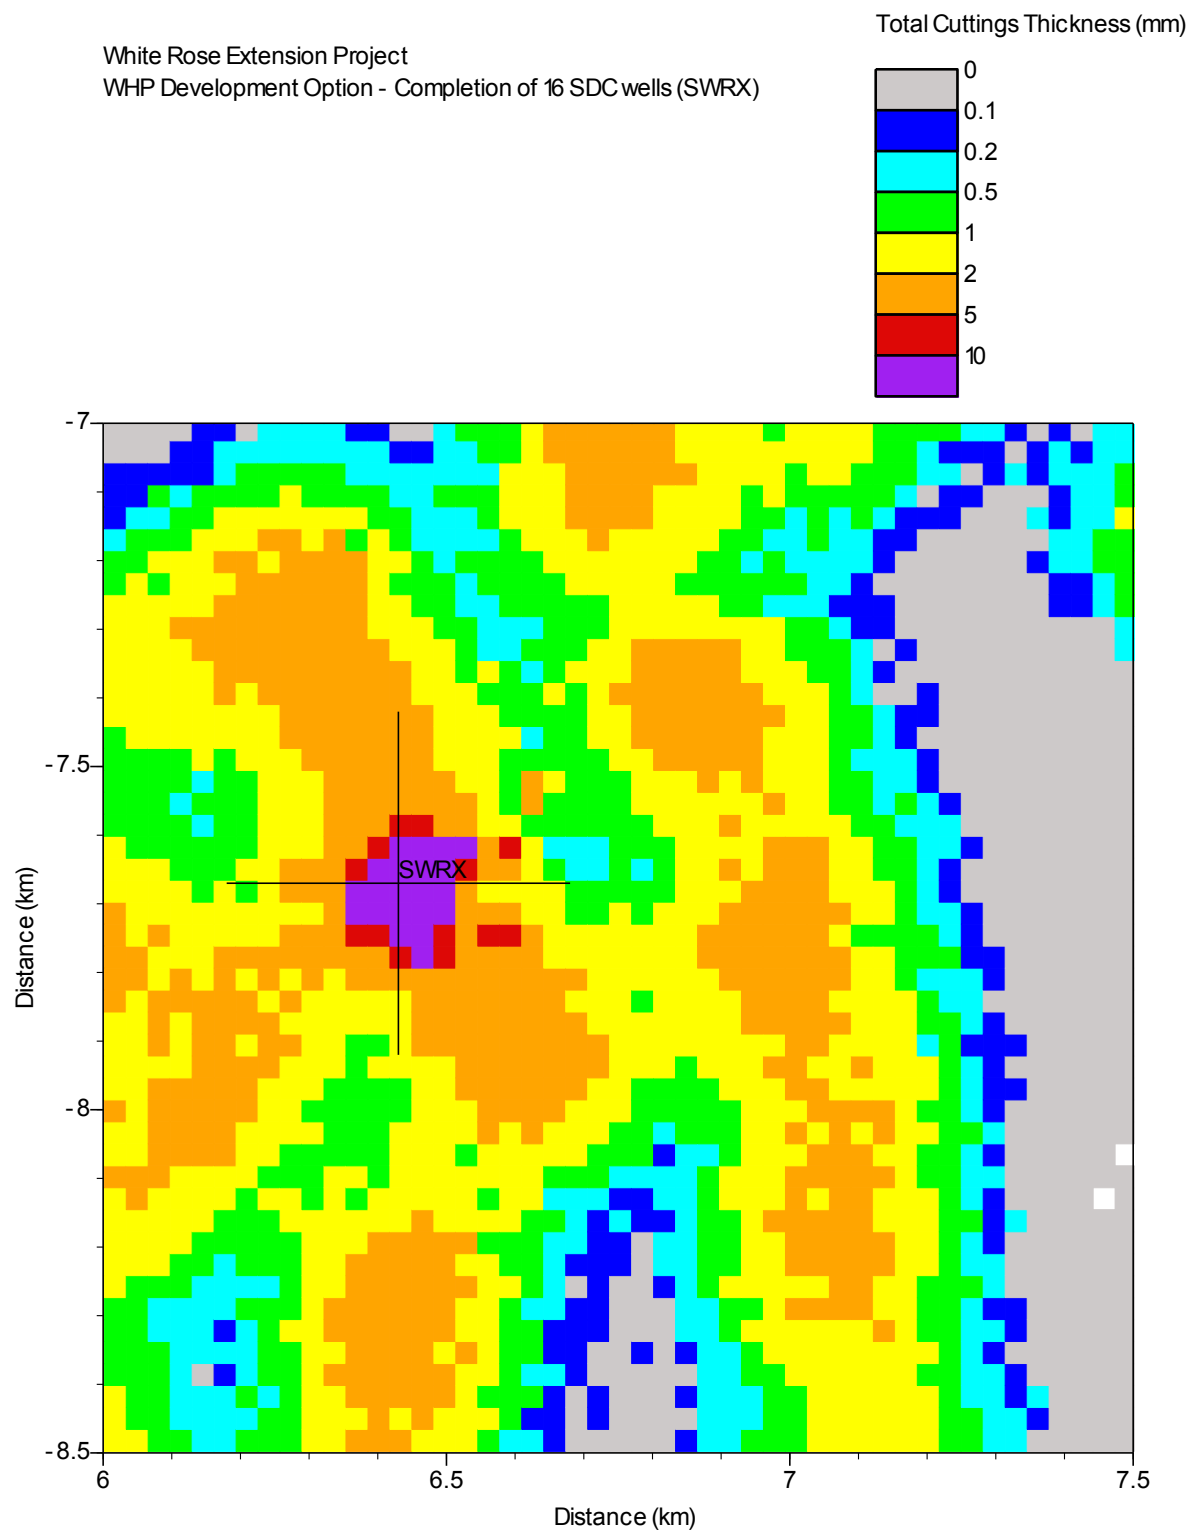 Total Cuttings Thickness (mm)
White Rose Extension Project
WHP Development Option - Completion of 16 SDC wells (SWRX)
0
0.1
0.2
0.5
1
2
5
10
-7
-7.5
-8
-8.5
Distance (km)
SWRX
6
6.5
7
7.5
Distance (km)